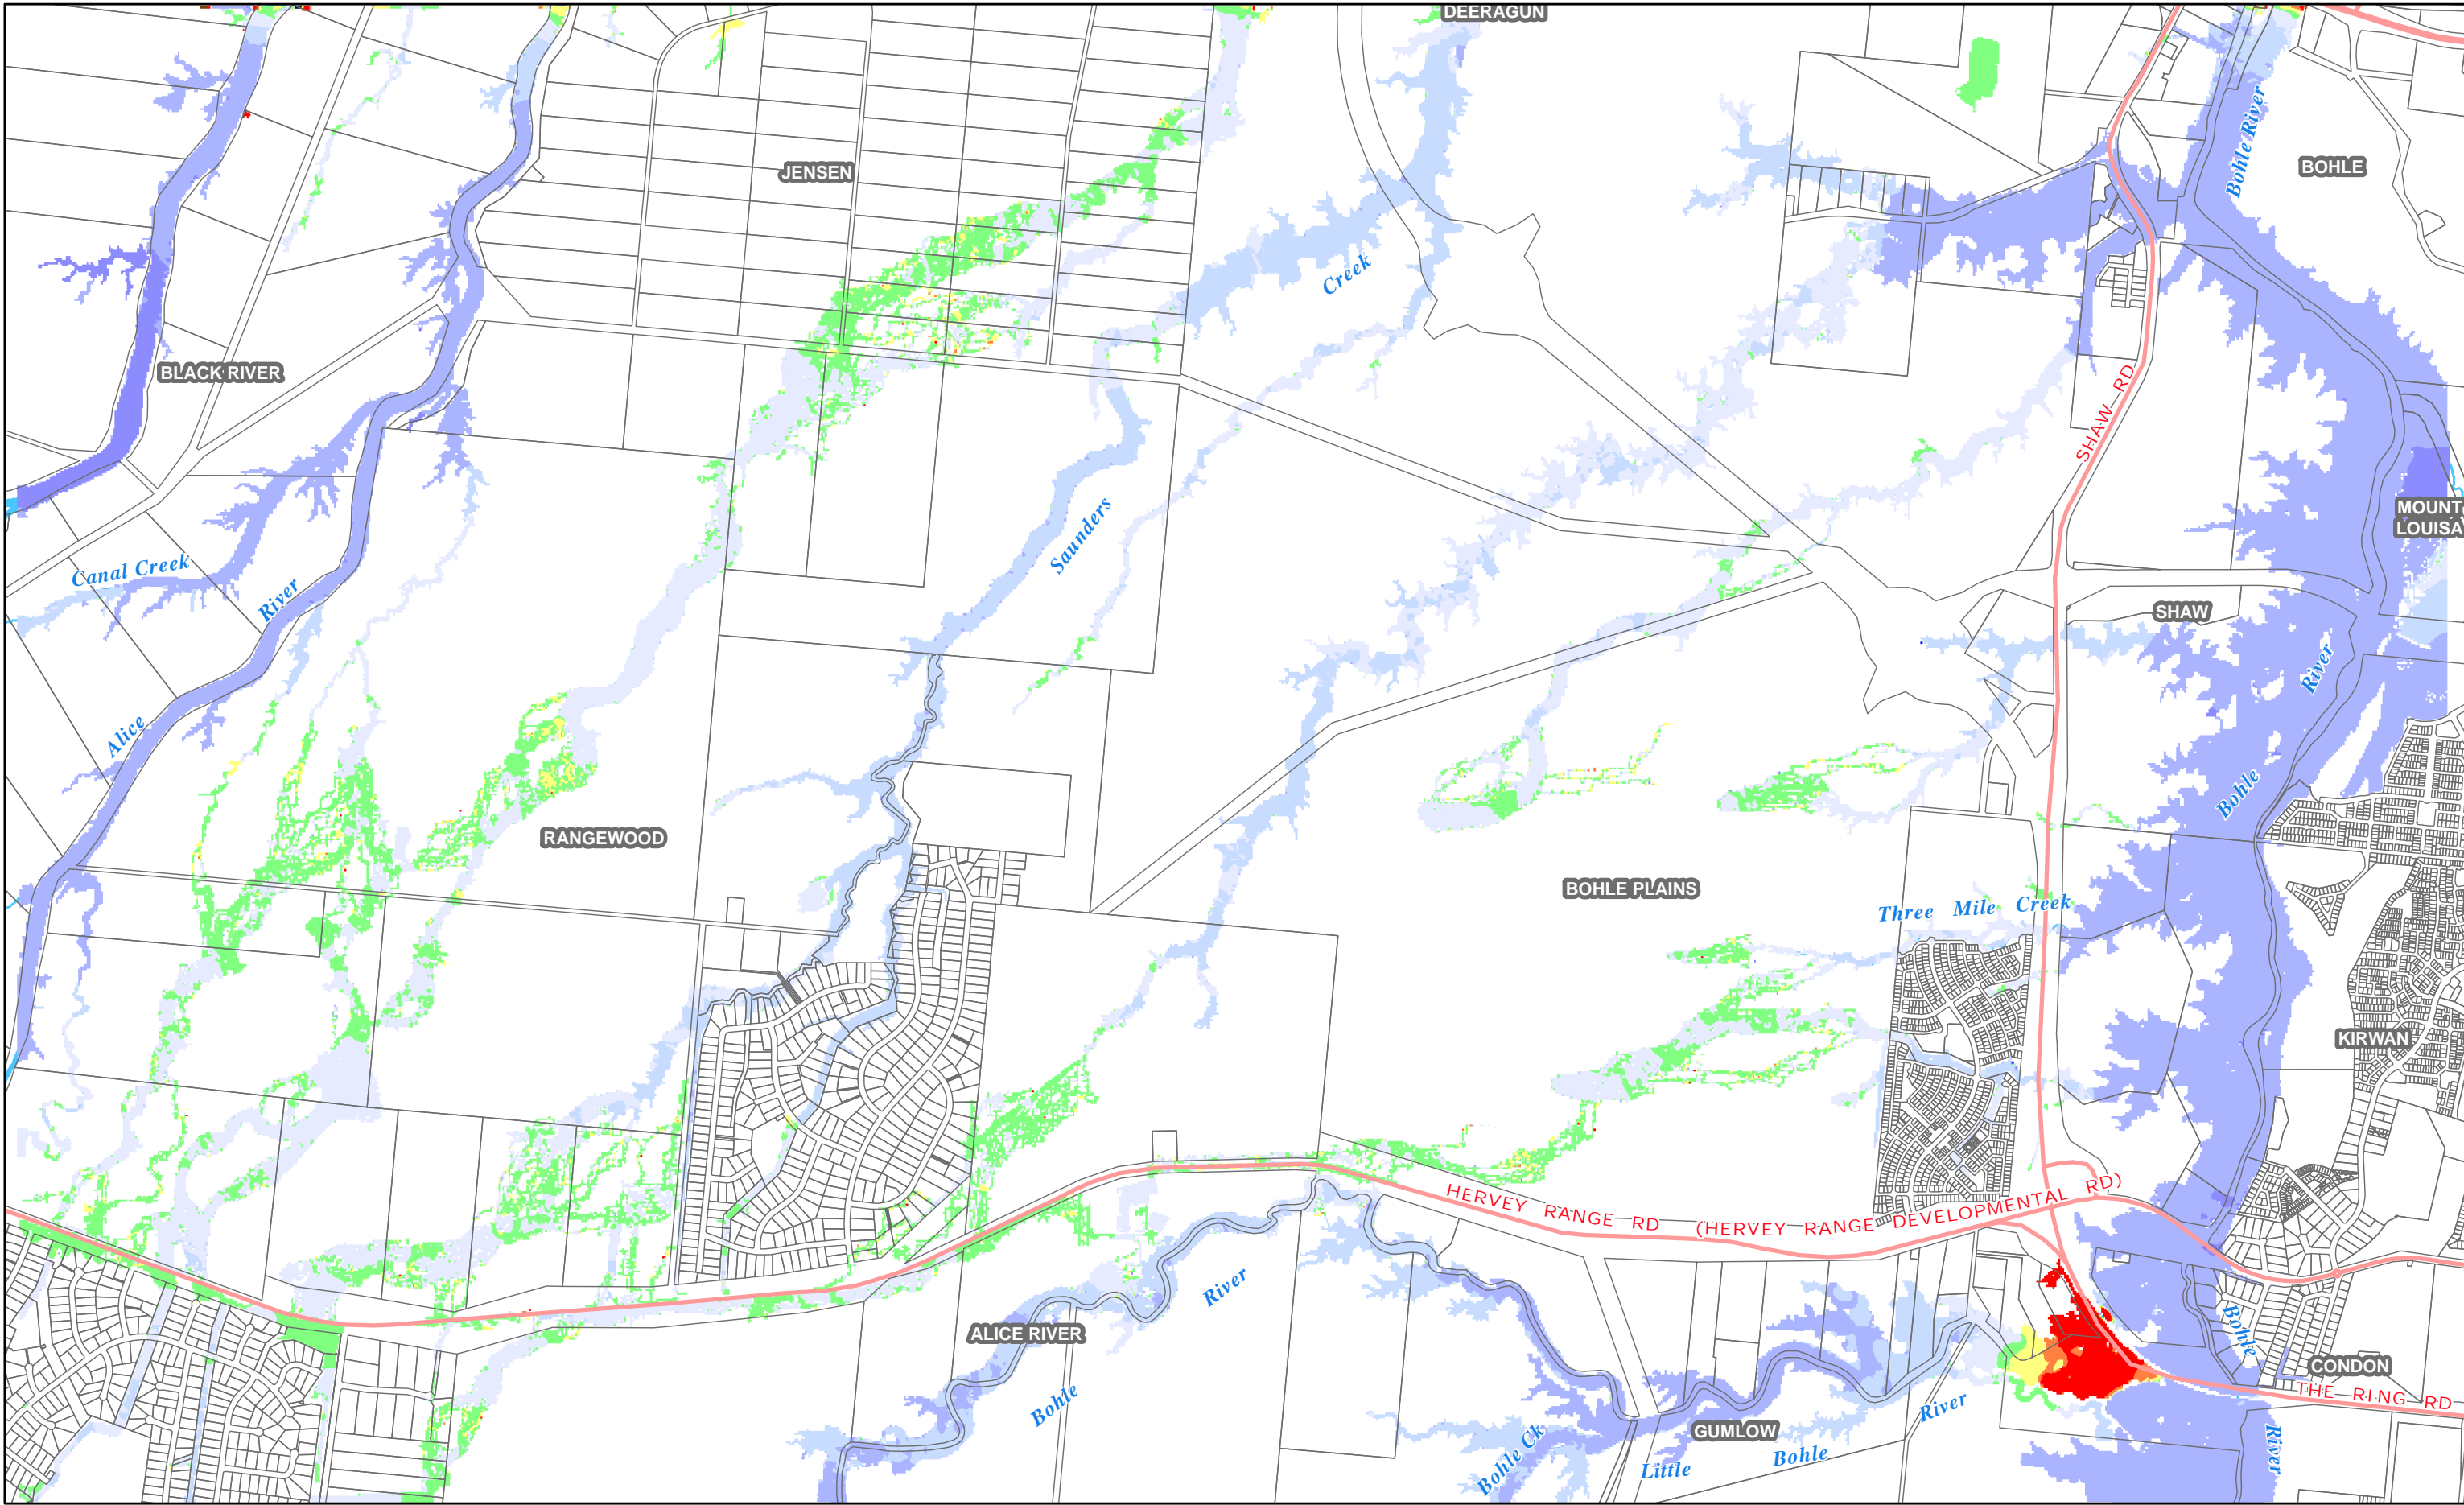 DEERAGUN
Bohle River
JENSEN
BOHLE
Creek
BLACK RIVER
SHAW RD
MOUNT
LOUISA
Saunders
Canal Creek
River
SHAW
River
Alice
Bohle
RANGEWOOD
BOHLE PLAINS
Three Mile Creek
KIRWAN
HERVEY RANGE RD (HERVEY RANGE DEVELOPMENTAL RD)
River
ALICE RIVER
Bohle
CONDON
THE RING RD
Bohle
River
GUMLOW
Bohle Ck
Little Bohle
River